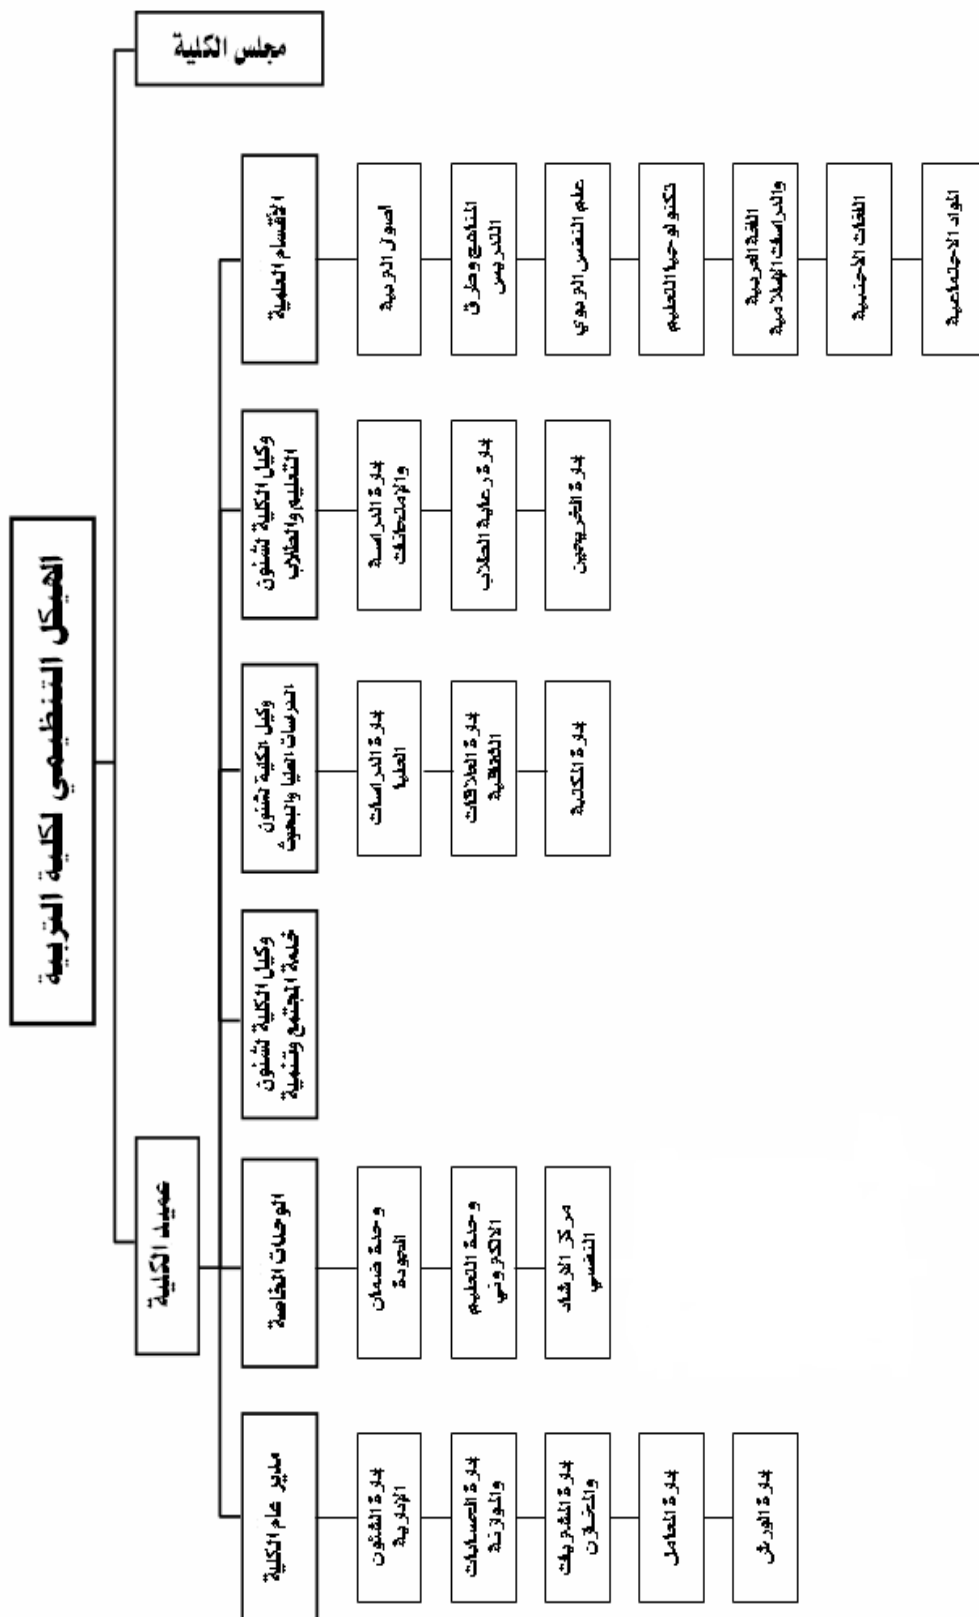 الهيكل التنظيمي لكلية التربية
مجلس الكلية
عميد الكلية
الأقسام العلمية
اصول التربية
المناهج وطرق
التدريس
علم النفس التربوي
تكنولوجيا التعليم
اللغة العربية
والدراسات الإسلامية
اللغات الاجنبية
المواد الاجتماعية
وكيل الكلية لشئون
التعليم والطلاب
إدارة الدراسة
والامتحانات
إدارة رعاية الطلاب
إدارة الخريجين
وكيل الكلية لشئون
الدرسات العليا والبحوث
إدارة الدراسات
العليا
إدارة العلاقات
الثقافية
إدارة المكتبة
وكيل الكلية لشئون
خدمة المجتمع وتنمية
الوحدات الخاصة
وحدة ضمان
الجودة
وحدة التعليم
الالكتروني
مركز الارشاد
النفسي
مدير عام الكلية
إدارة الشئون
الإدارية
إدارة الحسابات
والموازنة
إدارة المشتريات
والمخازن
إدارة المعامل
إدارة الورش